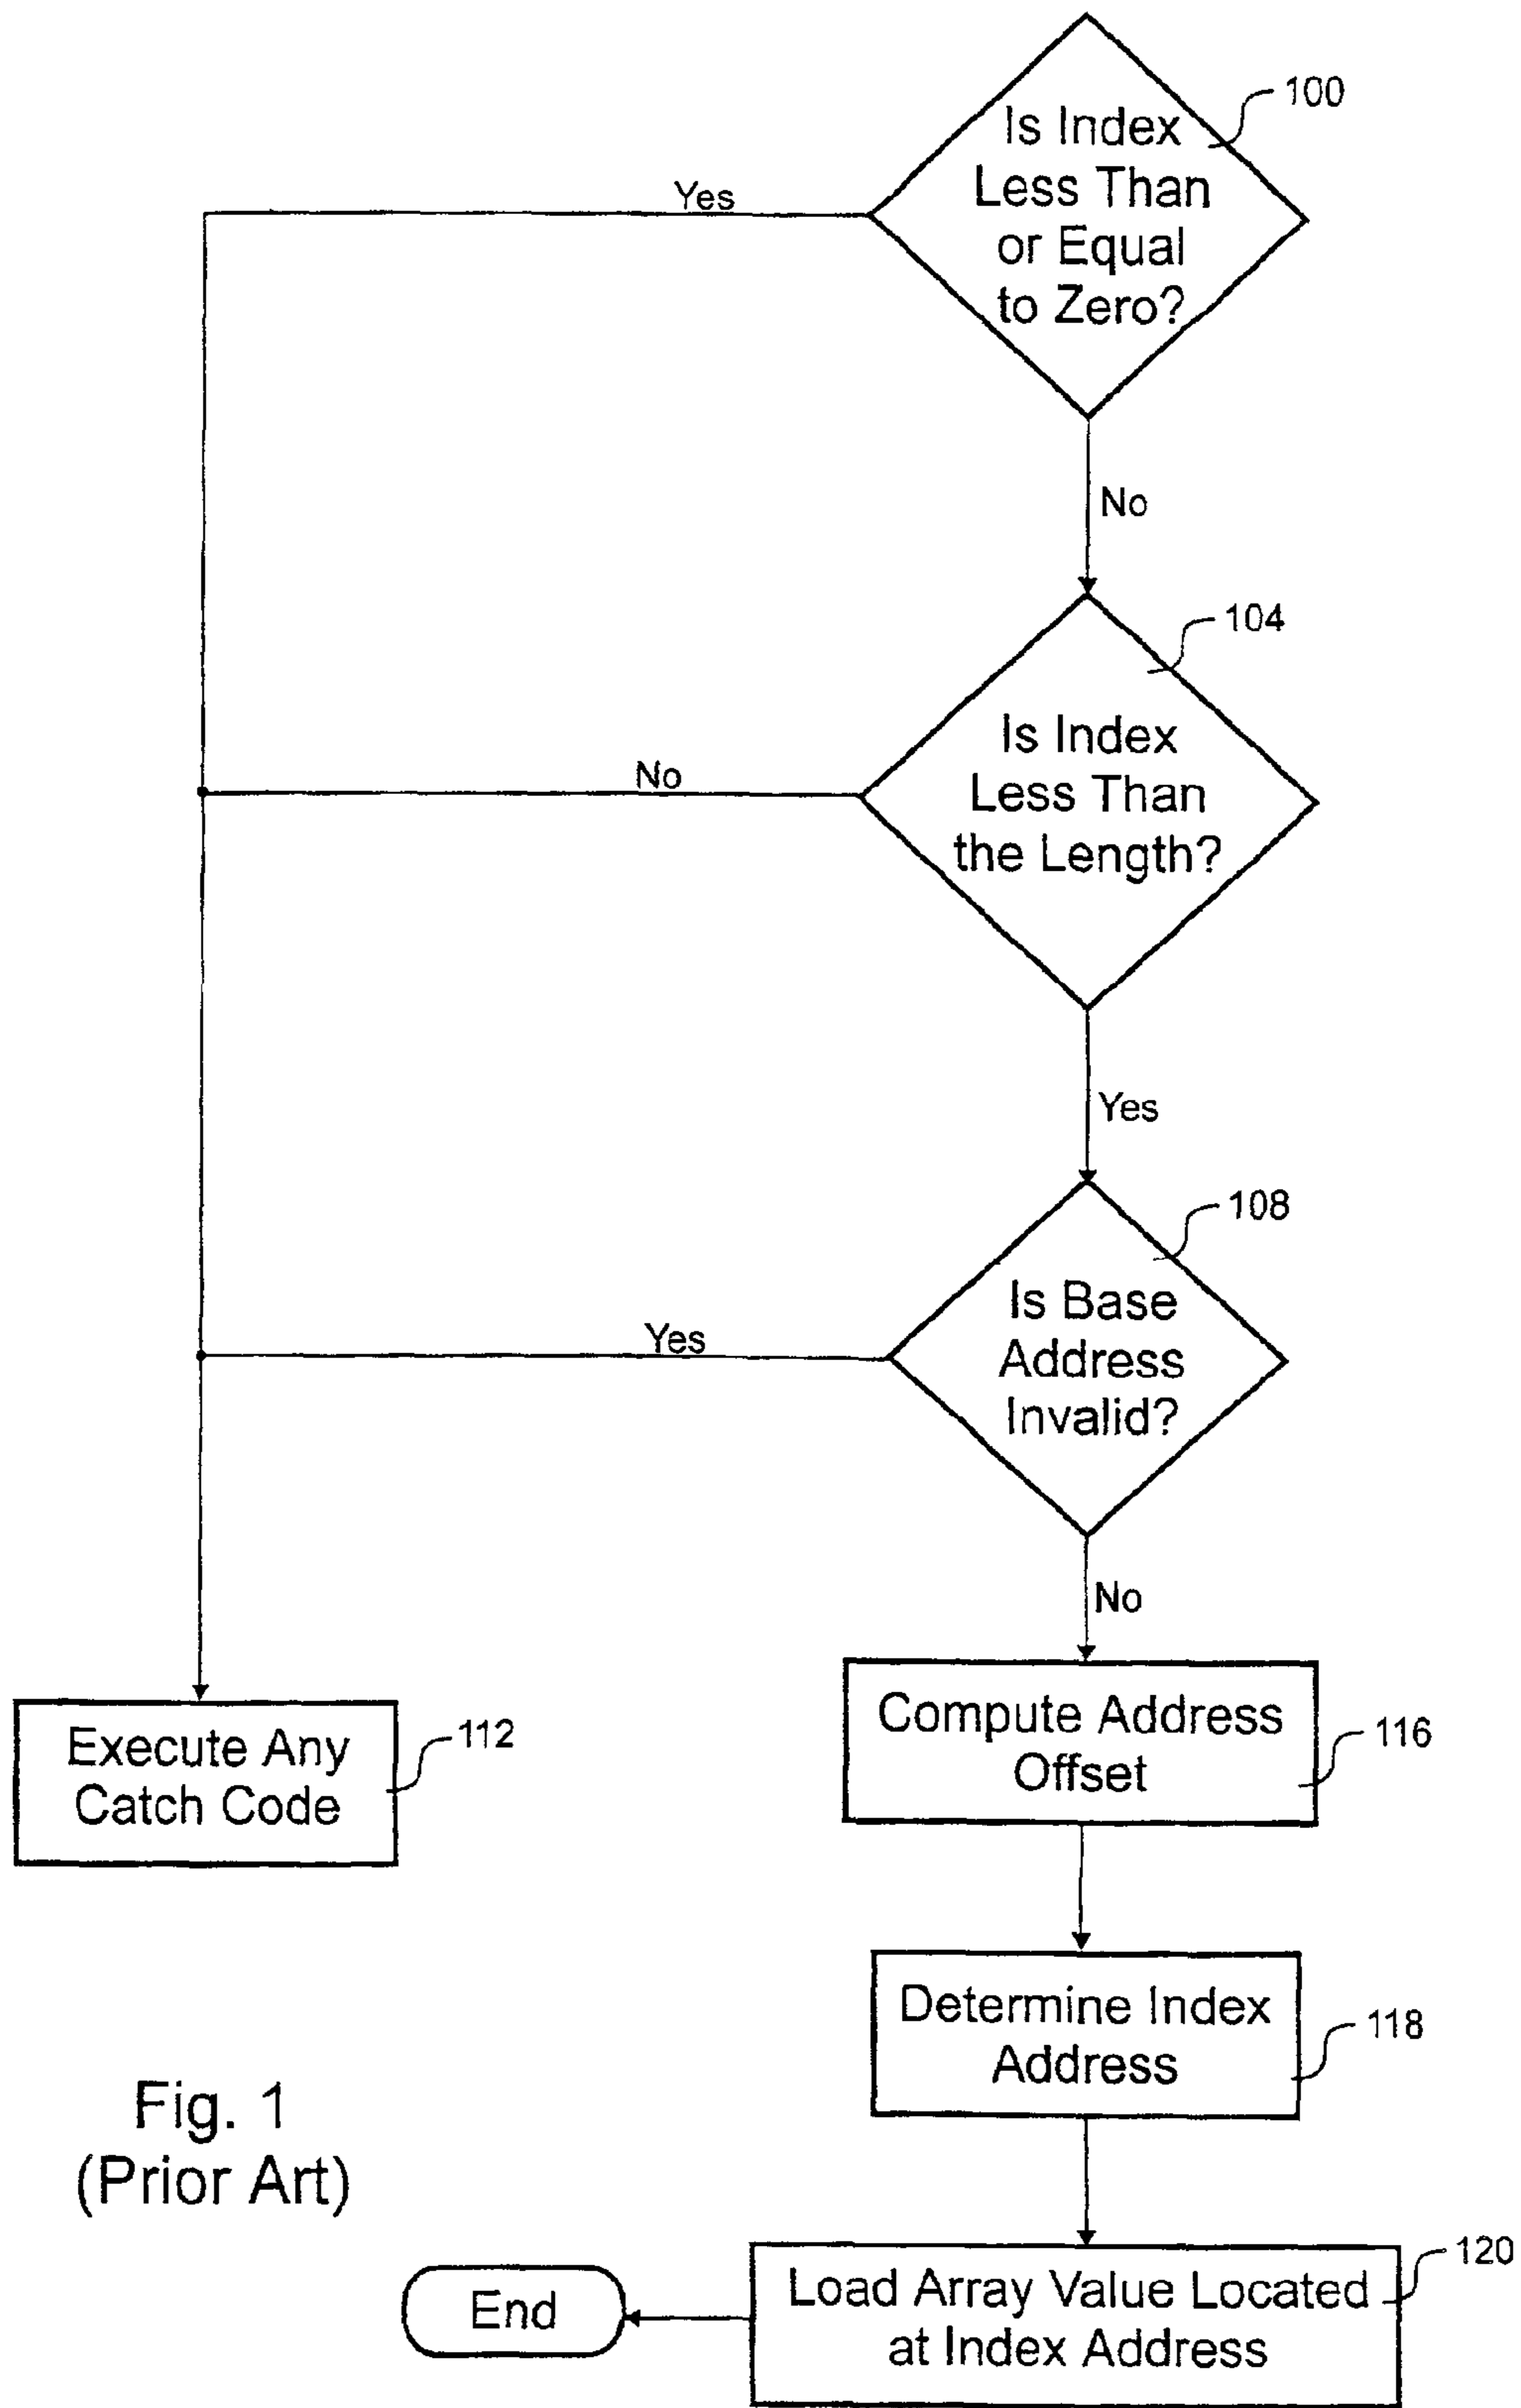 100
Is Index
Less Than
or Equal
to Zero?
Yes
No
104
Is Index
Less Than
the Length?
No
Yes
108
Is Base
Address
Invalid?
Yes
No
Execute Any
Catch Code
112
Compute Address
Offset
116
Determine Index
Address
118
Fig. 1
(Prior Art)
Load Array Value Located
at Index Address
120
End